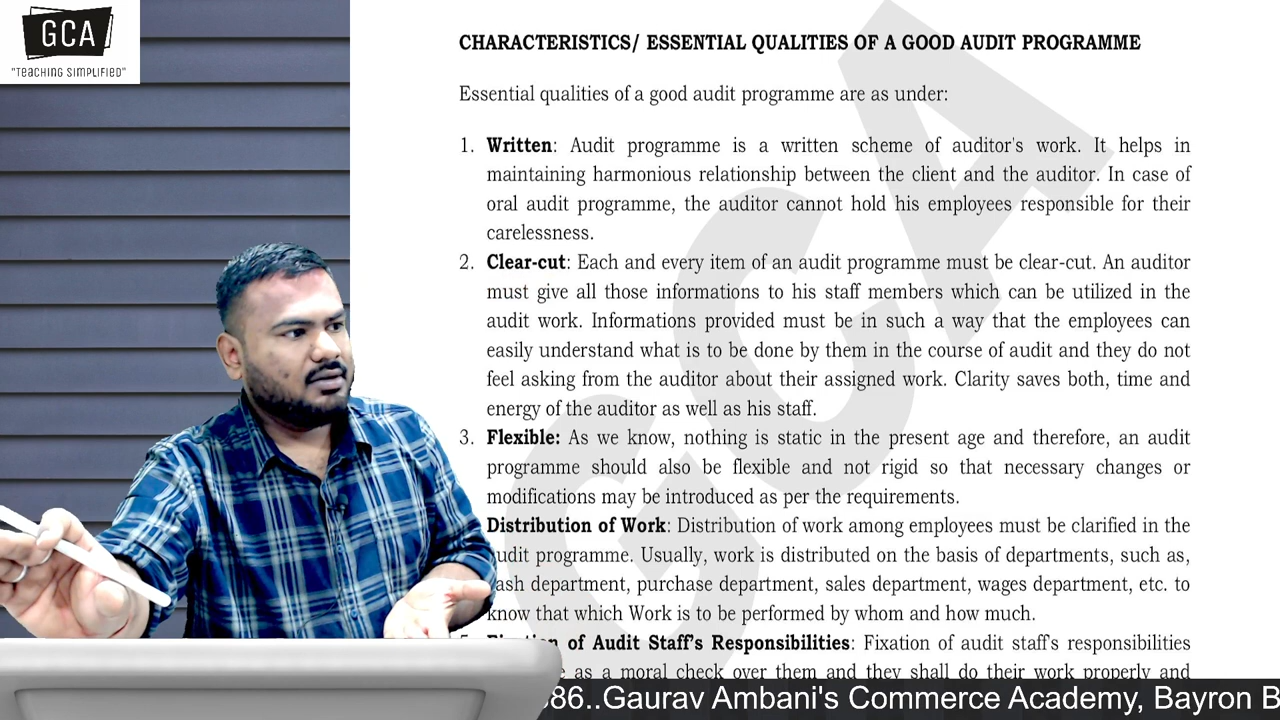 GCA
"Teaching Simplified"
CHARACTERISTICS/ ESSENTIAL QUALITIES OF A GOOD AUDIT PROGRAMME
Essential qualities of a good audit programme are as under:
1. Written: Audit programme is a written scheme of auditor's work. It helps in
maintaining harmonious relationship between the client and the auditor. In case of
oral audit programme, the auditor cannot hold his employees responsible for their
carelessness.
2. Clear-cut: Each and every item of an audit programme must be clear-cut. An auditor
must give all those informations to his staff members which can be utilized in the
audit work. Informations provided must be in such a way that the employees can
easily understand what is to be done by them in the course of audit and they do not
feel asking from the auditor about their assigned work. Clarity saves both, time and
energy of the auditor as well as his staff.
3. Flexible: As we know, nothing is static in the present age and therefore, an audit
programme should also be flexible and not rigid so that necessary changes or
modifications may be introduced as per the requirements.
Distribution of Work: Distribution of work among employees must be clarified in the
audit programme. Usually, work is distributed on the basis of departments, such as,
cash department, purchase department, sales department, wages department, etc. to
know that which Work is to be performed by whom and how much.
5. Fixation of Audit Staff's Responsibilities: Fixation of audit staff's responsibilities
as a moral check over them and they shall do their work properly and
86..Gaurav Ambani's Commerce Academy, Bayron B
GCA